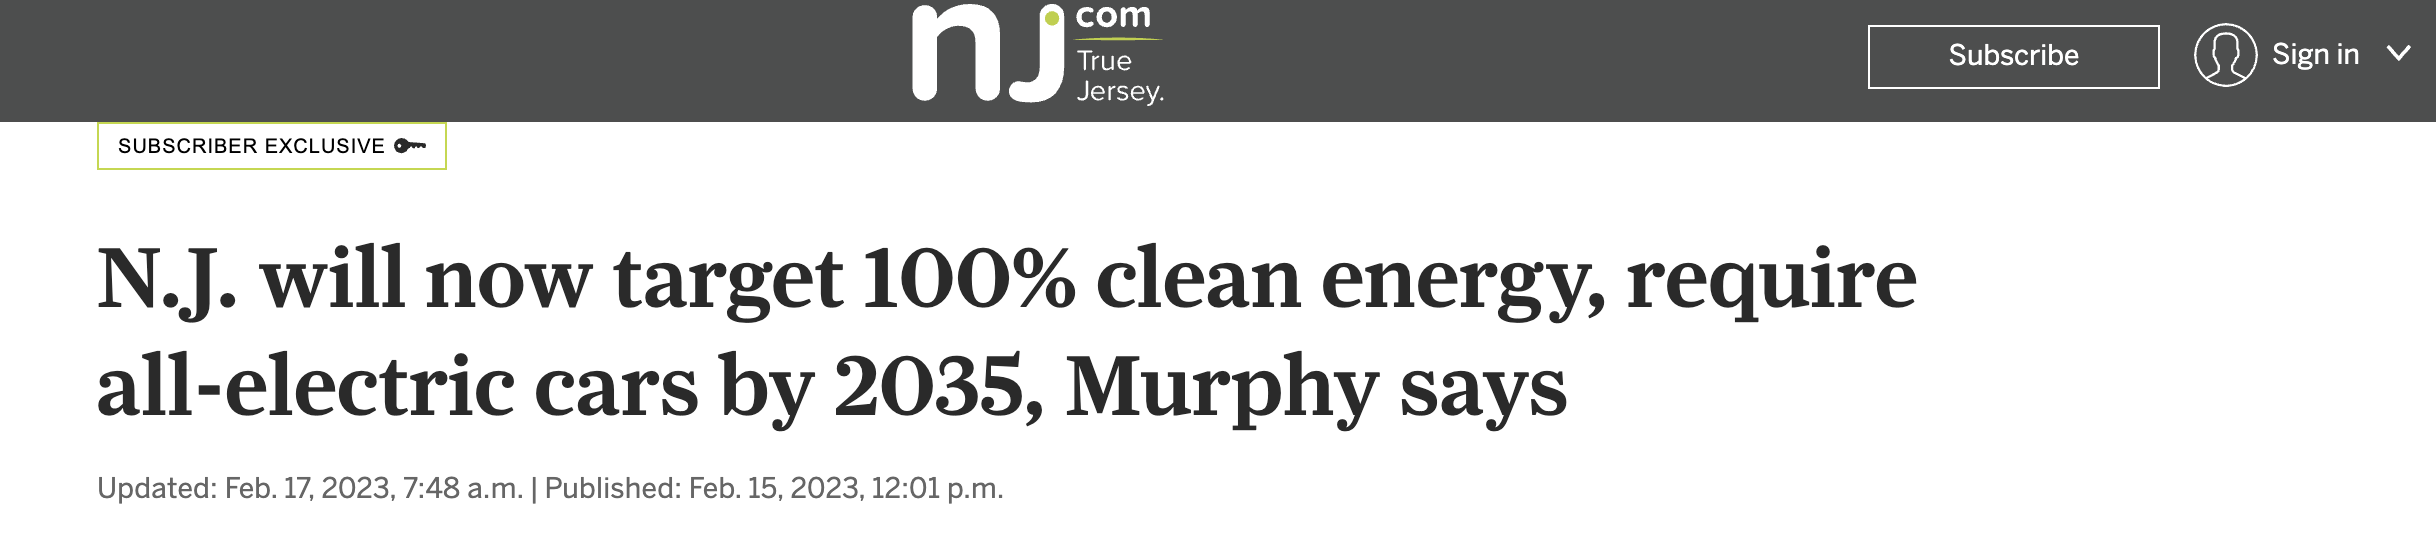 nj
com
True
Jersey.
Subscribe
Sign in
SUBSCRIBER EXCLUSIVE
N.J. will now target 100% clean energy, require
all-electric cars by 2035, Murphy says
Updated: Feb. 17, 2023, 7:48 a.m. | Published: Feb. 15, 2023, 12:01 p.m.